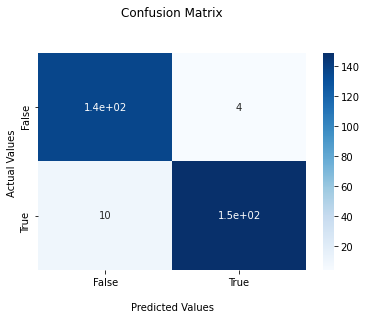 Confusion Matrix
False
1.4e+02
4
140
120
100
80
60
40
20
Actual Values
True
10
1.5e+02
False
True
Predicted Values